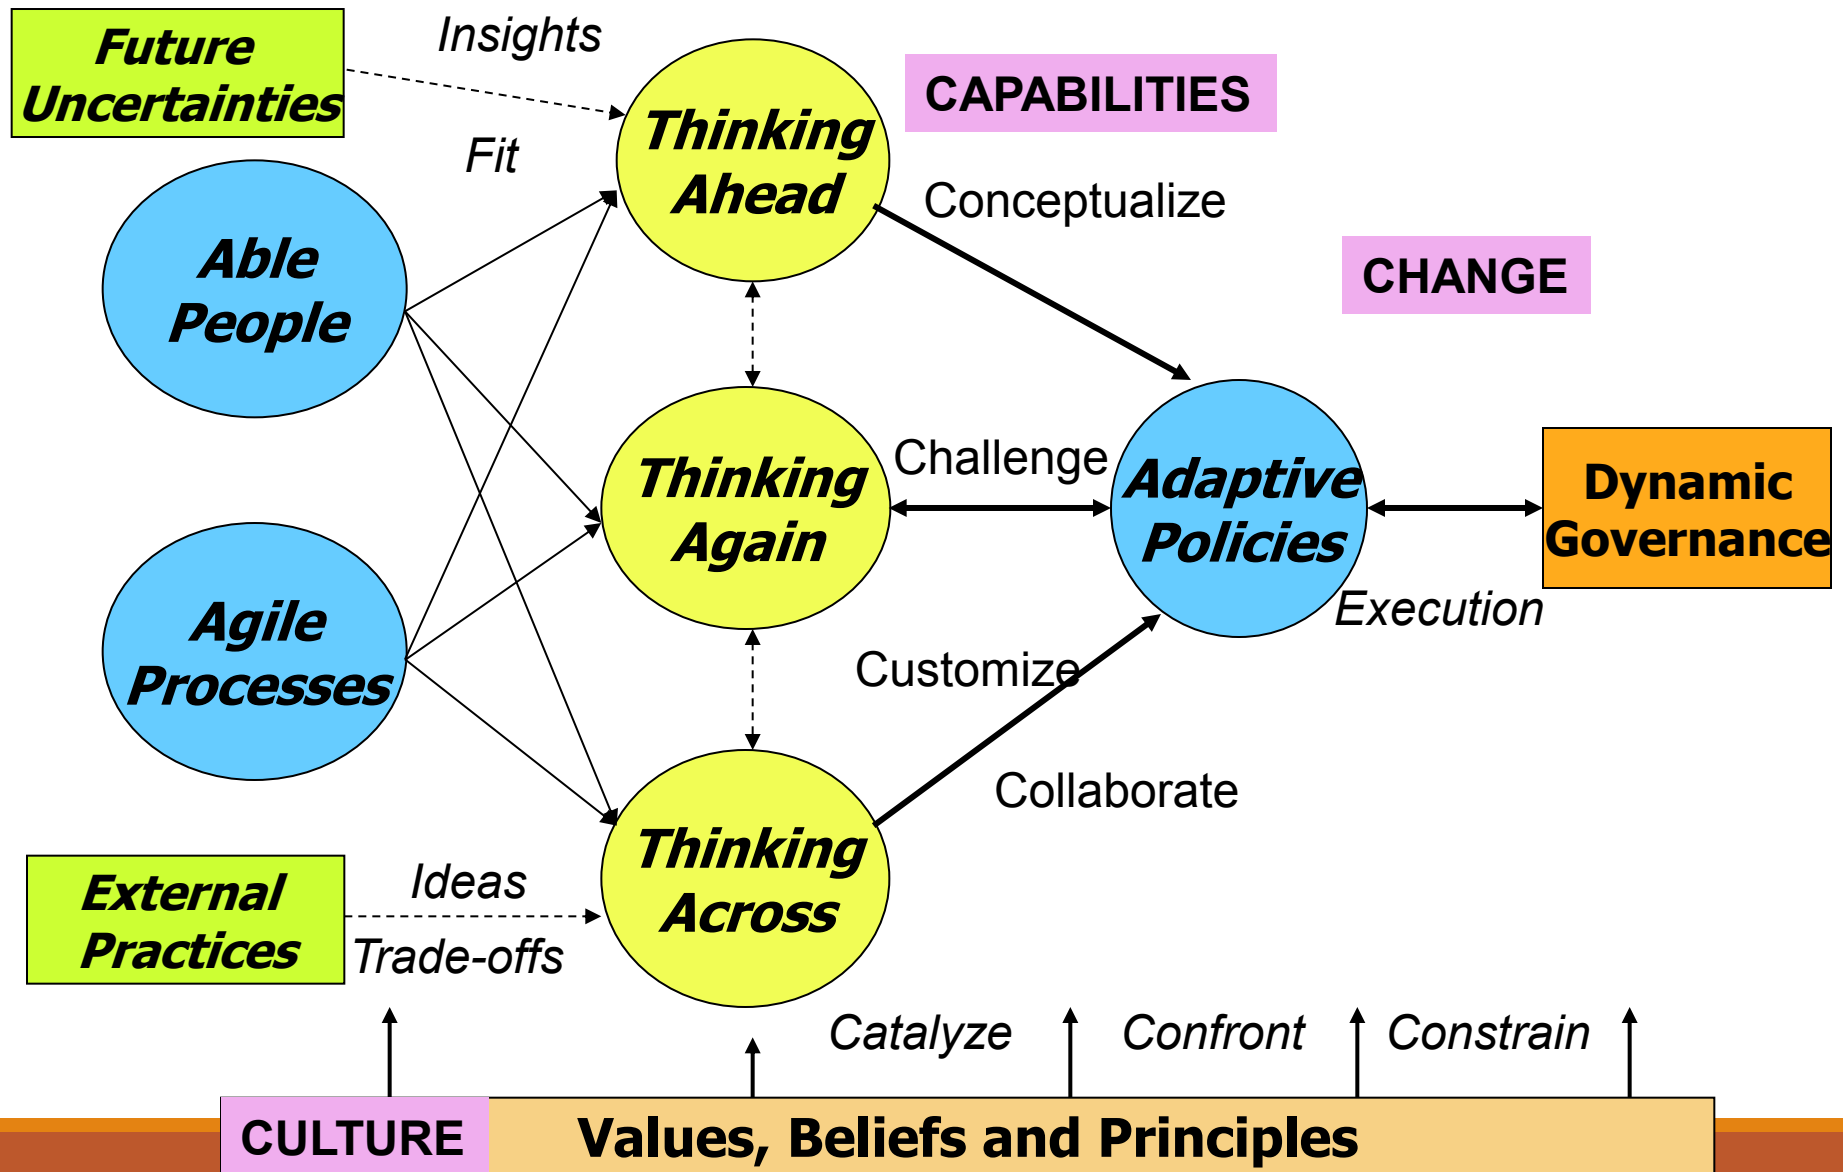 Future
Uncertainties
Insights
Fit
Thinking
Ahead
CAPABILITIES
Conceptualize
CHANGE
Able
People
Thinking
Again
Challenge
Adaptive
Policies
Dynamic
Governance
Execution
Agile
Processes
Customize
Collaborate
Thinking
Across
External
Practices
Ideas
Trade-offs
Catalyze
Confront
Constrain
CULTURE
Values, Beliefs and Principles